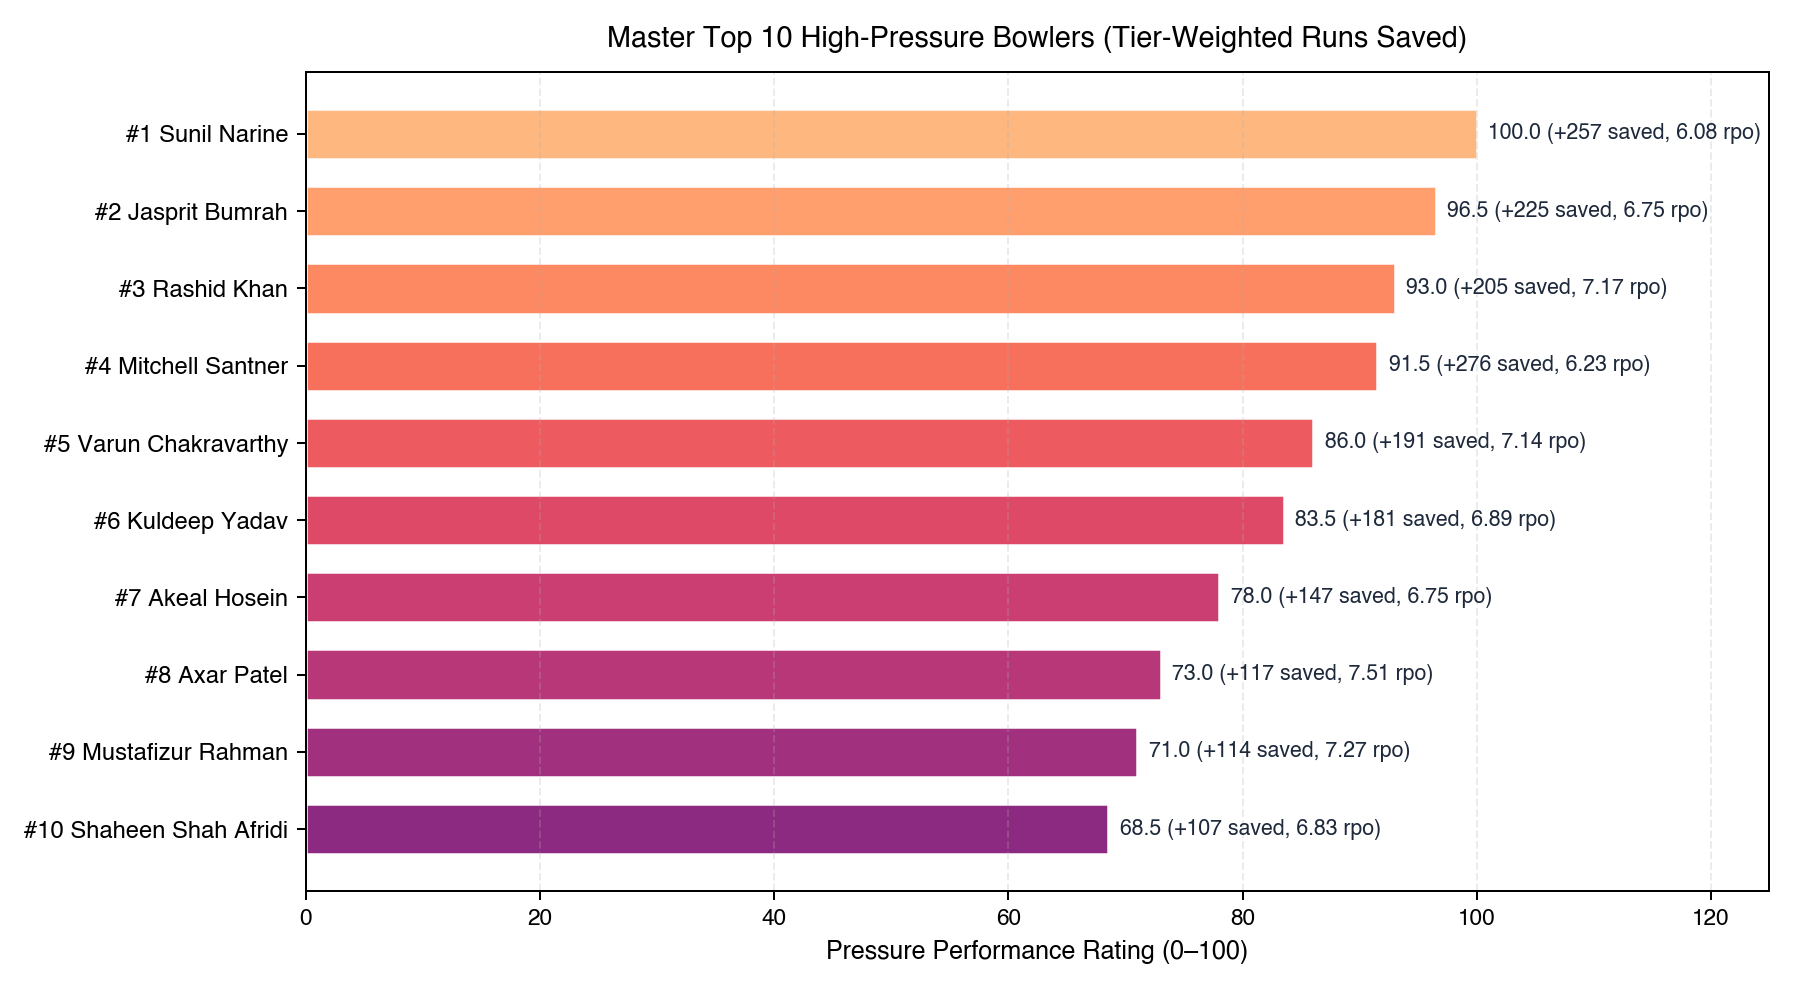 Master Top 10 High-Pressure Bowlers (Tier-Weighted Runs Saved)
#1 Sunil Narine 100.0 (+257 saved, 6.08 rpo)
#2 Jasprit Bumrah 96.5 (+225 saved, 6.75 rpo)
#3 Rashid Khan 93.0 (+205 saved, 7.17 rpo)
#4 Mitchell Santner 91.5 (+276 saved, 6.23 rpo)
#5 Varun Chakravarthy 86.0 (+191 saved, 7.14 rpo)
#6 Kuldeep Yadav 83.5 (+181 saved, 6.89 rpo)
#7 Akeal Hosein 78.0 (+147 saved, 6.75 rpo)
#8 Axar Patel 73.0 (+117 saved, 7.51 rpo)
#9 Mustafizur Rahman 71.0 (+114 saved, 7.27 rpo)
#10 Shaheen Shah Afridi 68.5 (+107 saved, 6.83 rpo)
0 20 40 60 80 100 120
Pressure Performance Rating (0–100)